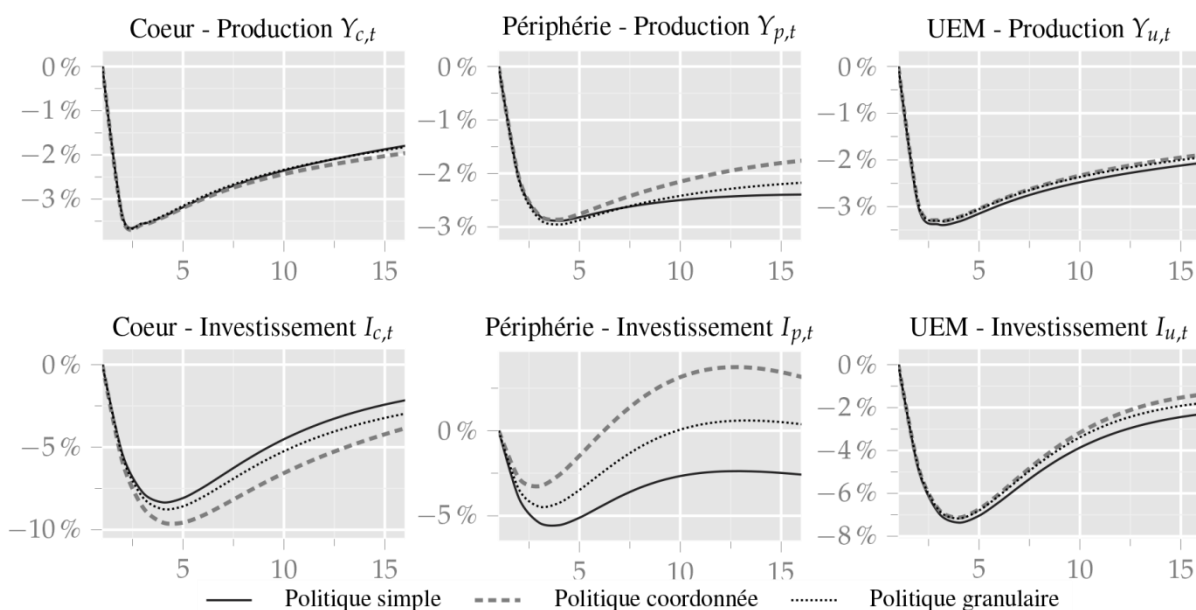 Coeur - Production Y_{c,t}
Périphérie - Production Y_{p,t}
UEM - Production Y_{u,t}
0 %
−1 %
−2 %
−3 %
5 10 15
0 %
−1 %
−2 %
−3 %
5 10 15
0 %
−1 %
−2 %
−3 %
5 10 15
Coeur - Investissement I_{c,t}
Périphérie - Investissement I_{p,t}
UEM - Investissement I_{u,t}
0 %
−5 %
−10 %
5 10 15
0 %
−5 %
5 10 15
0 %
−2 %
−4 %
−6 %
−8 %
5 10 15
Politique simple
Politique coordonnée
Politique granulaire